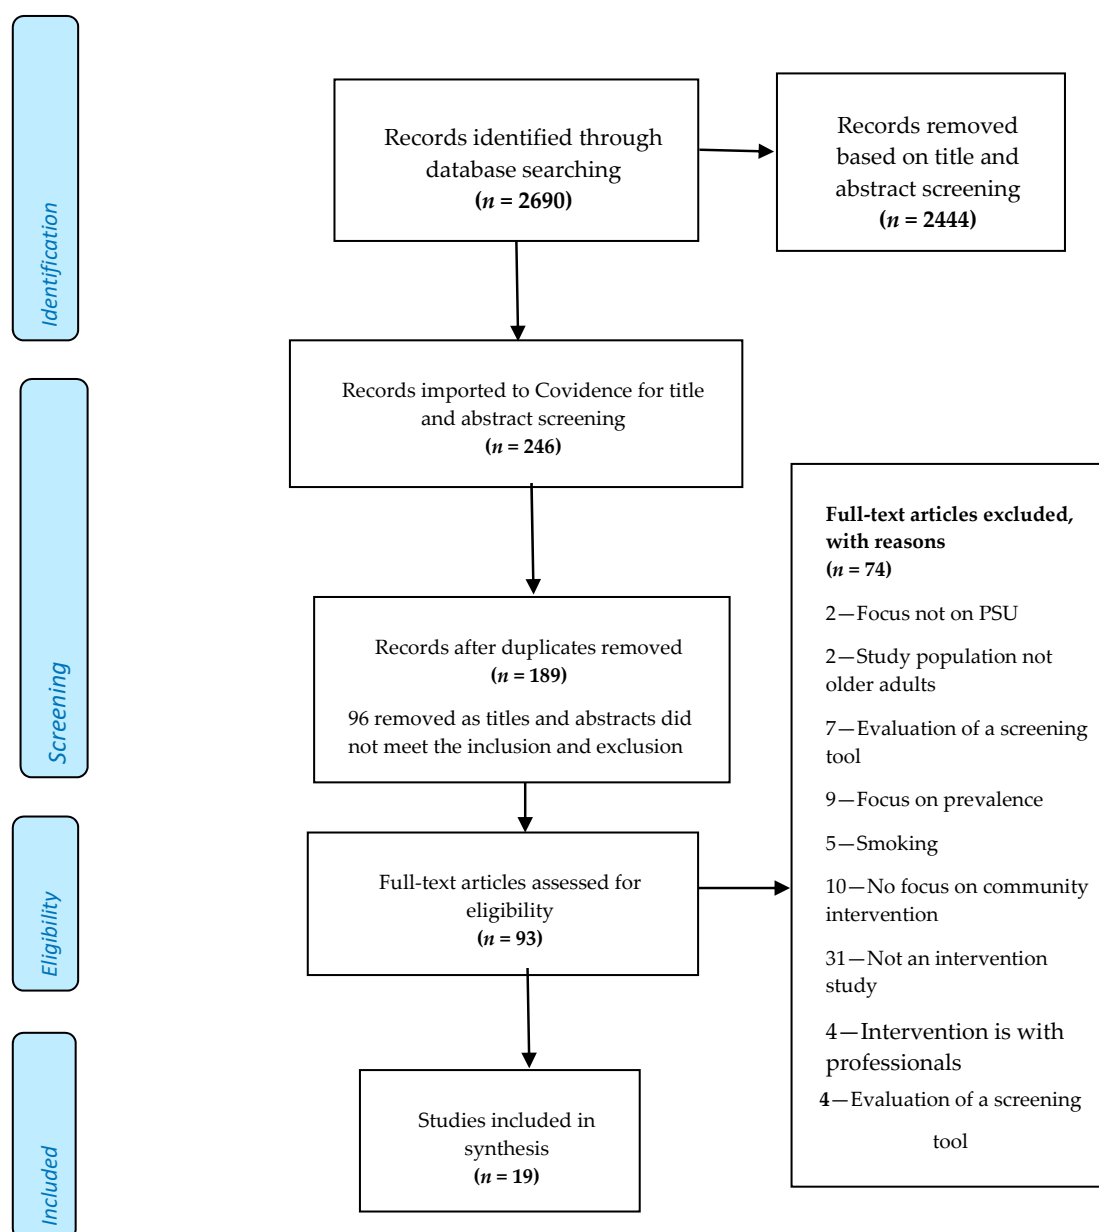 Identification
Records identified through
database searching
(n = 2690)
Records removed
based on title and
abstract screening
(n = 2444)
Screening
Records imported to Covidence for title
and abstract screening
(n = 246)
Records after duplicates removed
(n = 189)
96 removed as titles and abstracts did
not meet the inclusion and exclusion
Eligibility
Full-text articles assessed for
eligibility
(n = 93)
Full-text articles excluded,
with reasons
(n = 74)
2—Focus not on PSU
2—Study population not
older adults
7—Evaluation of a screening
tool
9—Focus on prevalence
5—Smoking
10—No focus on community
intervention
31—Not an intervention
study
4—Intervention is with
professionals
4—Evaluation of a screening
tool
Included
Studies included in
synthesis
(n = 19)